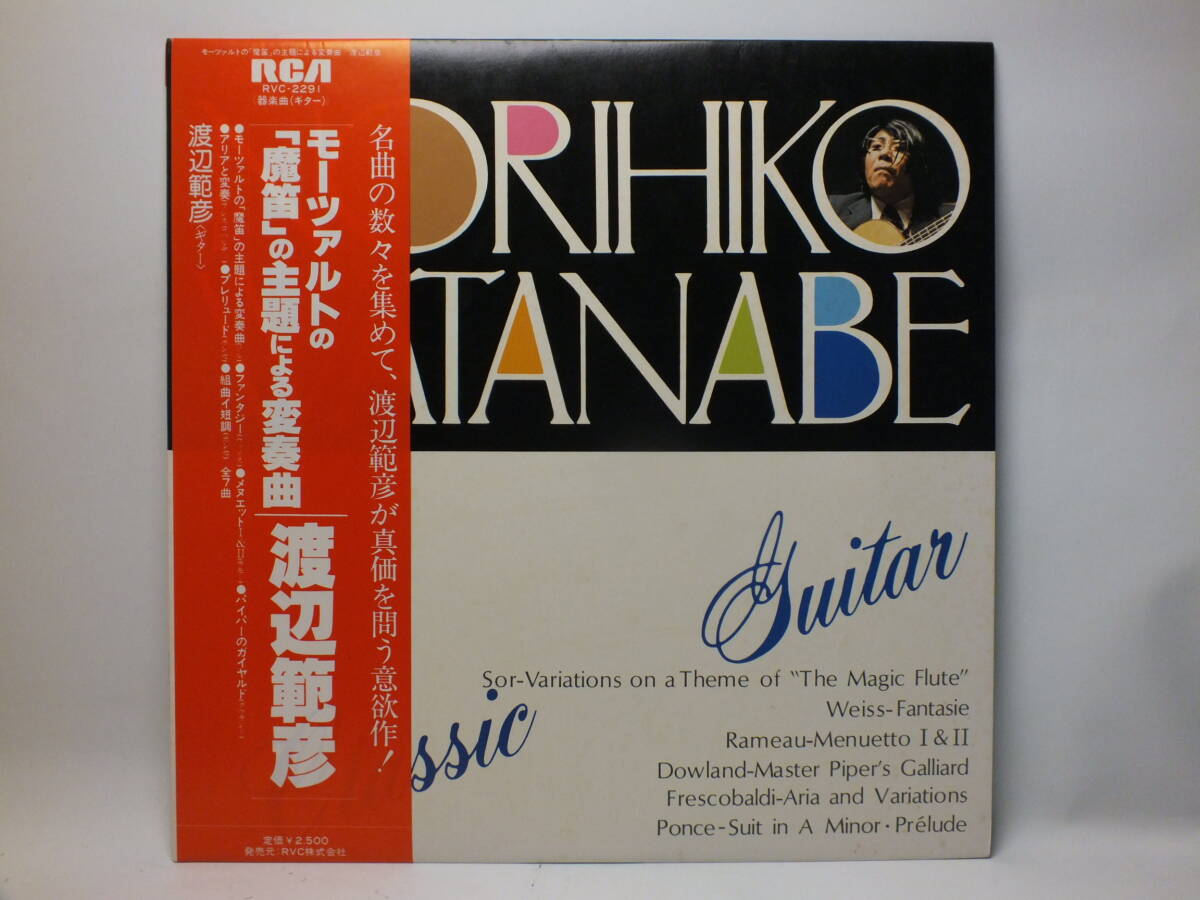 モーツァルトの「魔笛」の主題による変奏曲 渡辺範彦
RCA
RVC-2291
(器楽曲(ギター)
名曲の数々を集めて、渡辺範彦が真価を問う意欲作!
モーツァルトの
「魔笛」の主題による変奏曲
渡辺範彦
●モーツァルトの「魔笛」の主題による変奏曲 ●ファンタジー ●メヌエットI&II ●パイパーのガイヤルド
●アリアと変奏 ●プレリュード ●組曲イ短調 全7曲
渡辺範彦〈ギター〉
定価¥2,500
発売元:RVC株式会社
ORIHIKO
ATANABE
Guitar
ssic
Sor-Variations on a Theme of "The Magic Flute"
Weiss-Fantasie
Rameau-Menuetto I & II
Dowland-Master Piper's Galliard
Frescobaldi-Aria and Variations
Ponce-Suit in A Minor・Prélude